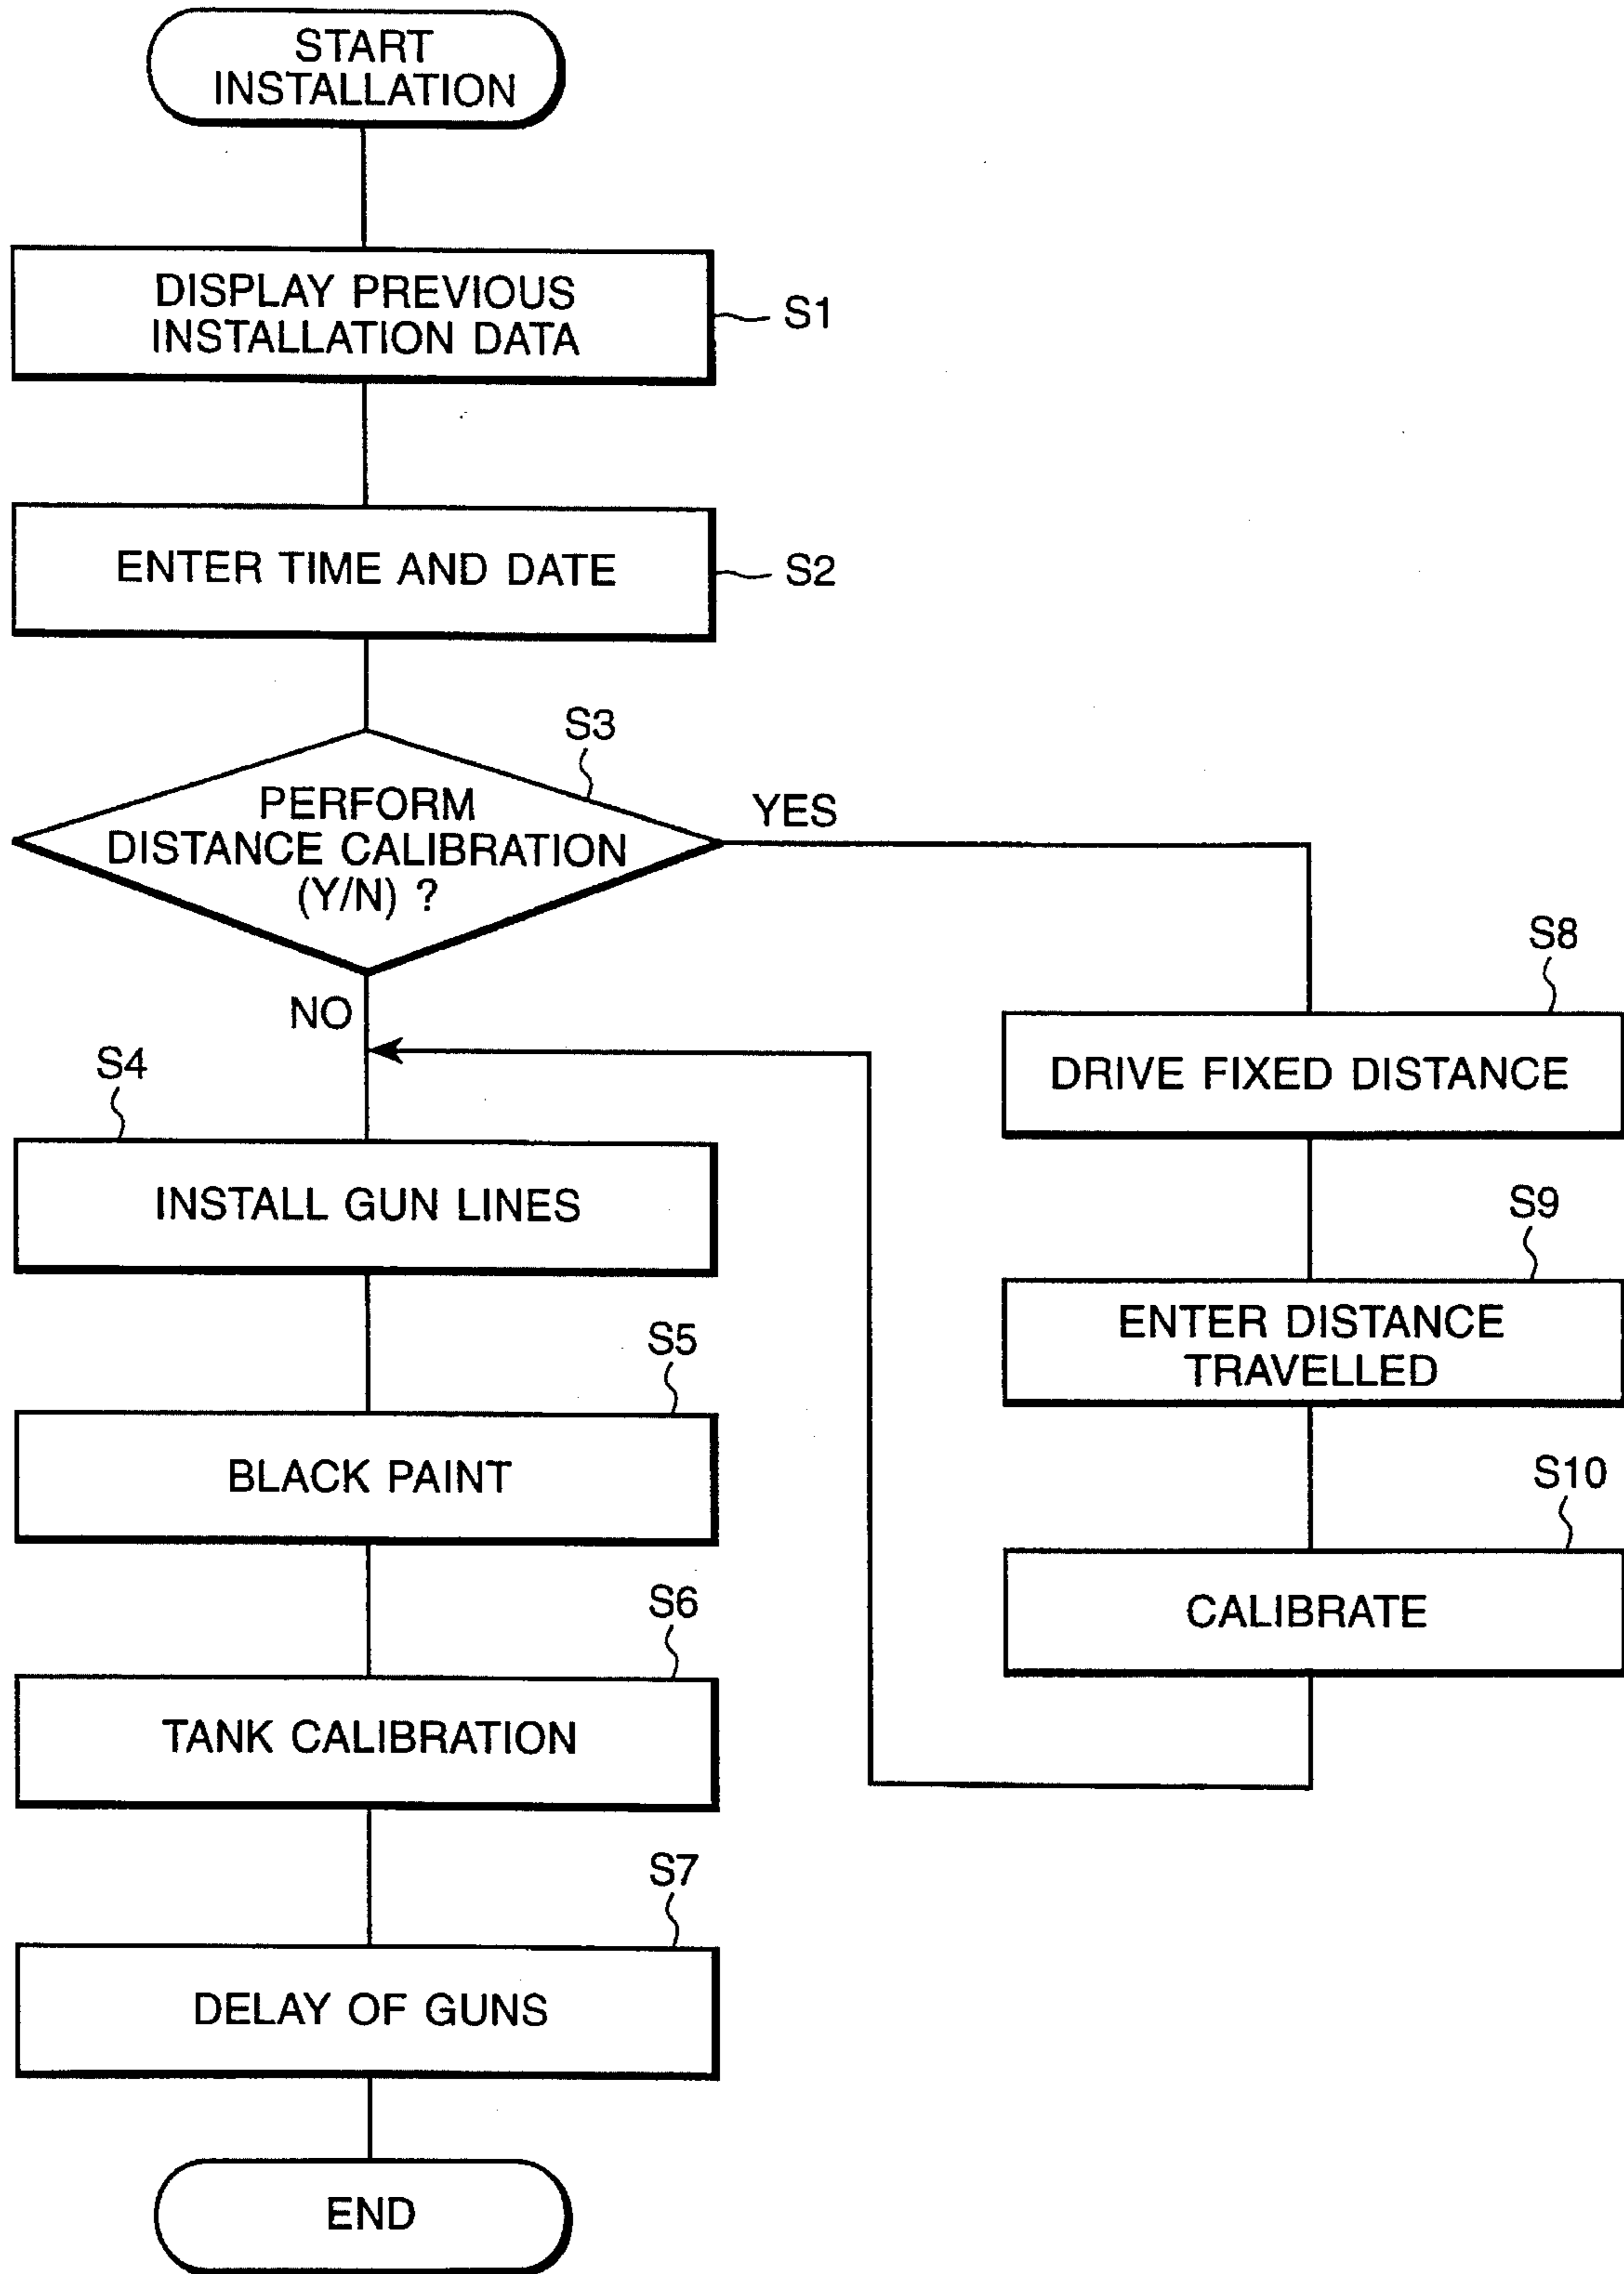 START
INSTALLATION
DISPLAY PREVIOUS
INSTALLATION DATA
S1
ENTER TIME AND DATE
S2
S3
PERFORM
DISTANCE CALIBRATION
(Y/N) ?
YES
NO
S4
INSTALL GUN LINES
S5
BLACK PAINT
S6
TANK CALIBRATION
S7
DELAY OF GUNS
END
S8
DRIVE FIXED DISTANCE
S9
ENTER DISTANCE
TRAVELLED
S10
CALIBRATE